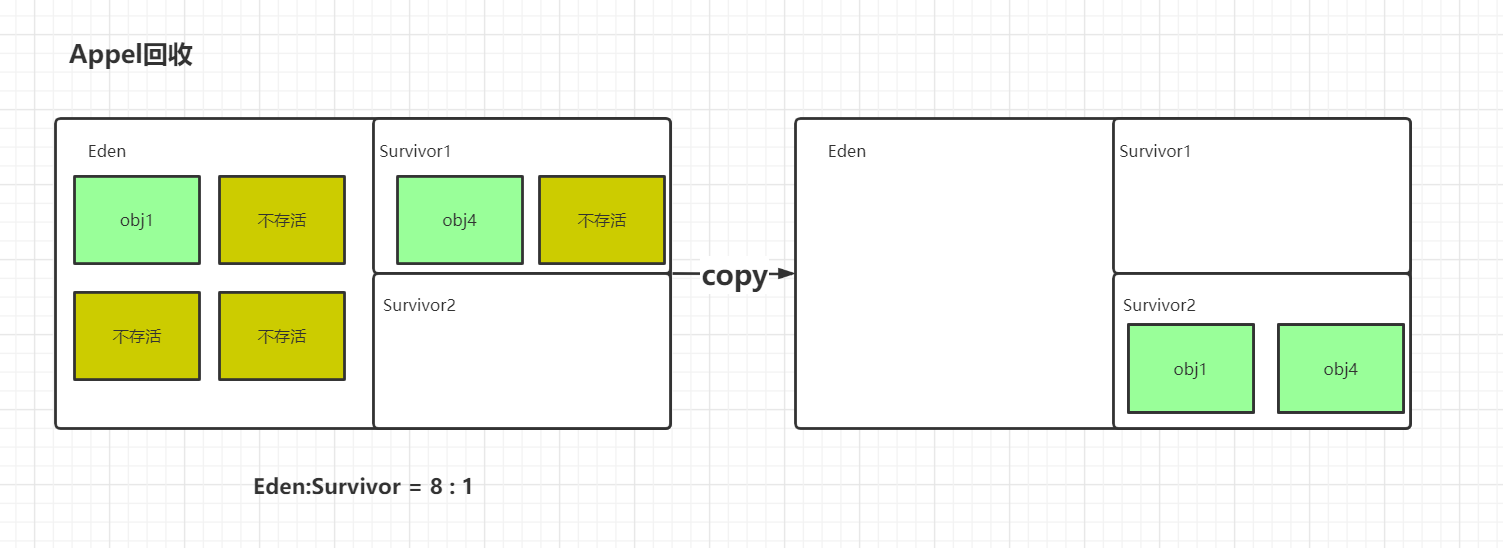 Appel回收
Eden
Survivor1
obj1
不存活
obj4
不存活
不存活
不存活
Survivor2
copy
Eden
Survivor1
Survivor2
obj1
obj4
Eden:Survivor = 8 : 1